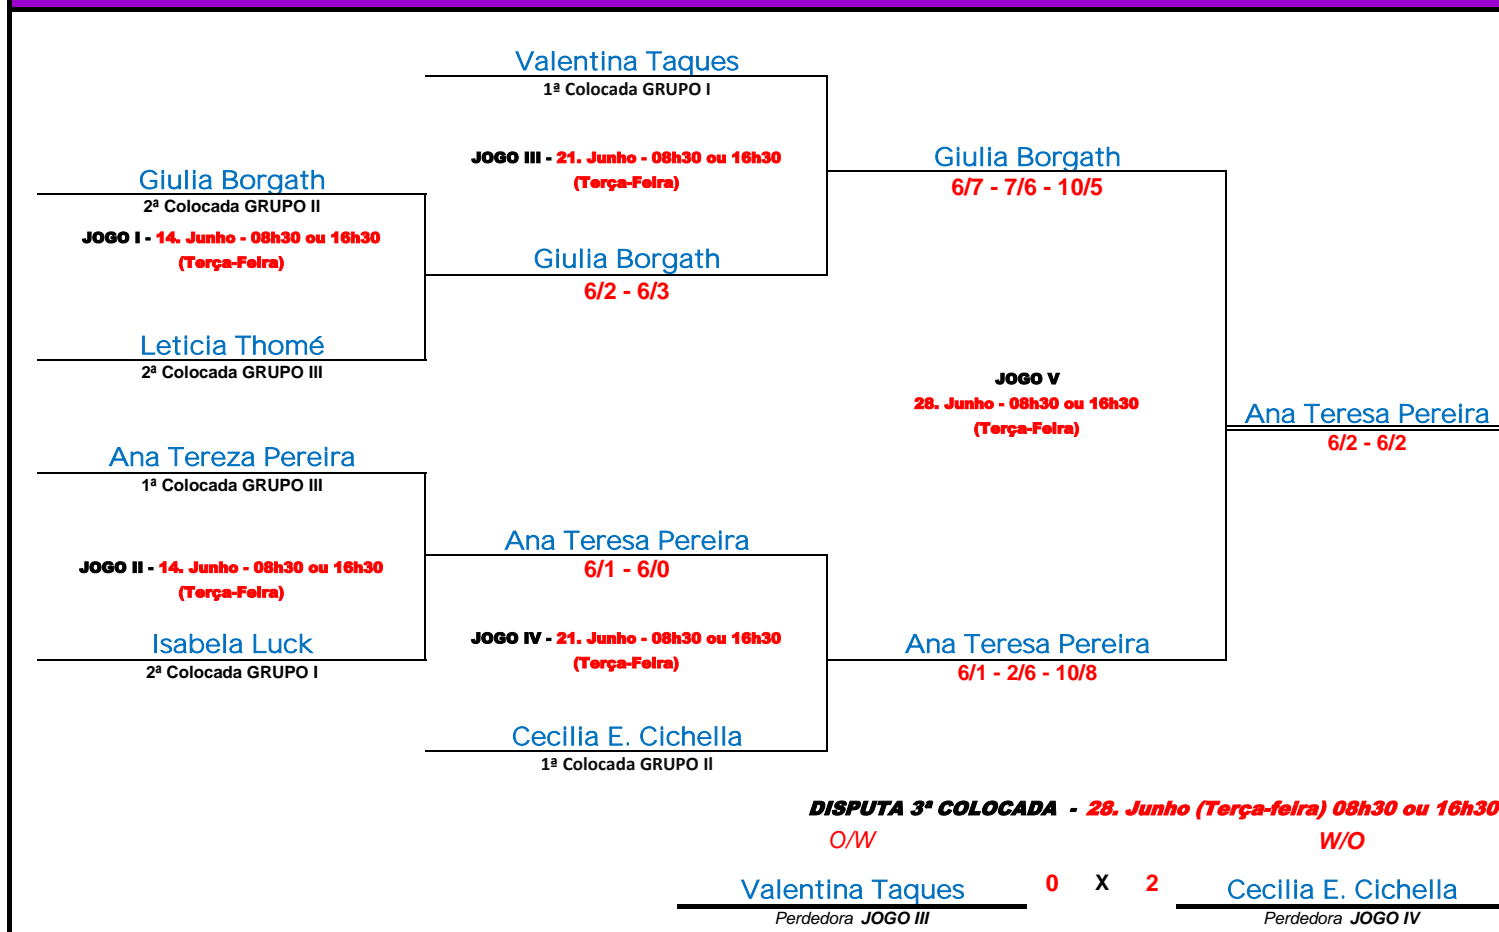 Valentina Taques
1ª Colocada GRUPO I
JOGO III - 21. Junho - 08h30 ou 16h30
(Terça-Feira)
Giulia Borgath
6/7 - 7/6 - 10/5
Giulia Borgath
2ª Colocada GRUPO II
JOGO I - 14. Junho - 08h30 ou 16h30
(Terça-Feira)
Giulia Borgath
6/2 - 6/3
Leticia Thomé
2ª Colocada GRUPO III
JOGO V
28. Junho - 08h30 ou 16h30
(Terça-Feira)
Ana Teresa Pereira
6/2 - 6/2
Ana Tereza Pereira
1ª Colocada GRUPO III
Ana Teresa Pereira
6/1 - 6/0
JOGO II - 14. Junho - 08h30 ou 16h30
(Terça-Feira)
Isabela Luck
2ª Colocada GRUPO I
JOGO IV - 21. Junho - 08h30 ou 16h30
(Terça-Feira)
Ana Teresa Pereira
6/1 - 2/6 - 10/8
Cecilia E. Cichella
1ª Colocada GRUPO II
DISPUTA 3ª COLOCADA - 28. Junho (Terça-feira) 08h30 ou 16h30
O/W W/O
Valentina Taques 0 X 2 Cecilia E. Cichella
Perdedora JOGO III Perdedora JOGO IV